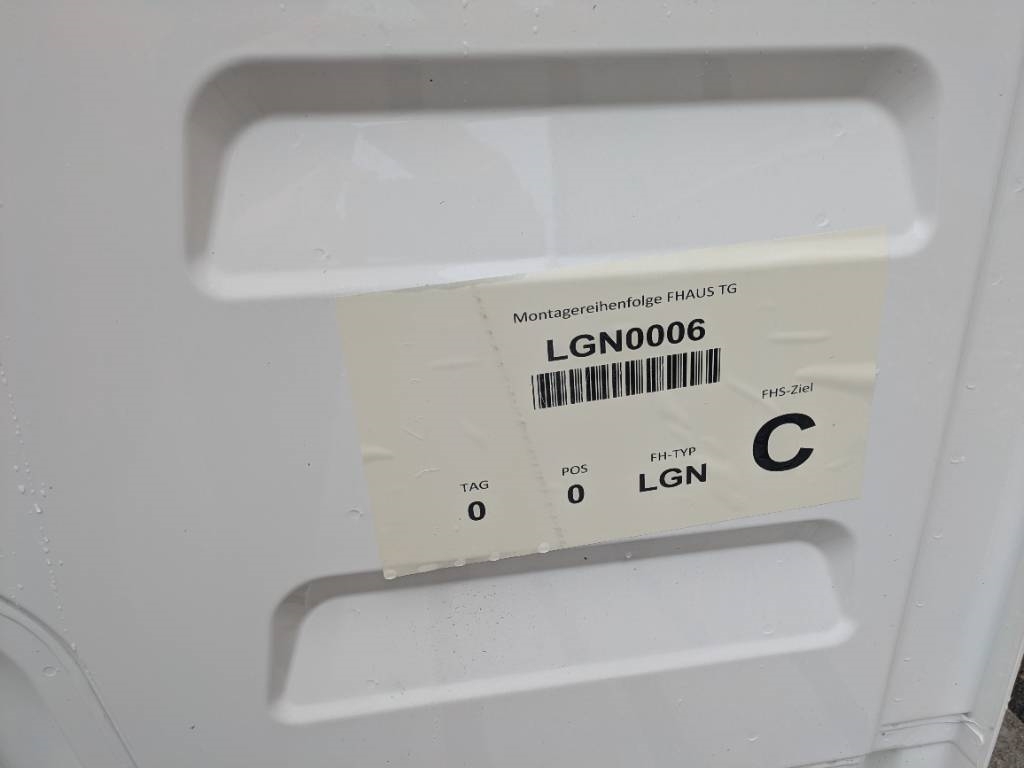 Montagereihenfolge FHAUS TG
LGN0006
FHS-Ziel
C
TAG
0
POS
0
FH-TYP
LGN